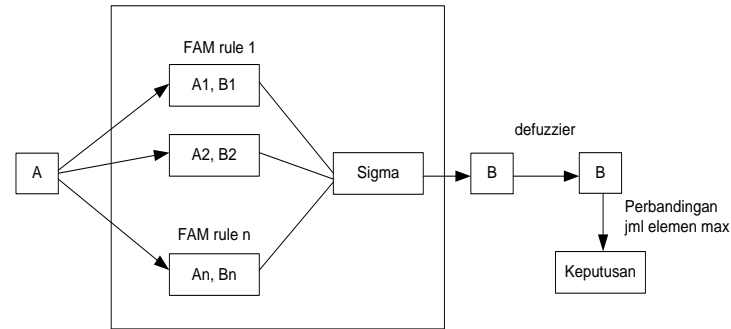 FAM rule 1
A1, B1
A2, B2
A
Sigma
B
defuzzier
B
FAM rule n
An, Bn
Perbandingan
jml elemen max
Keputusan